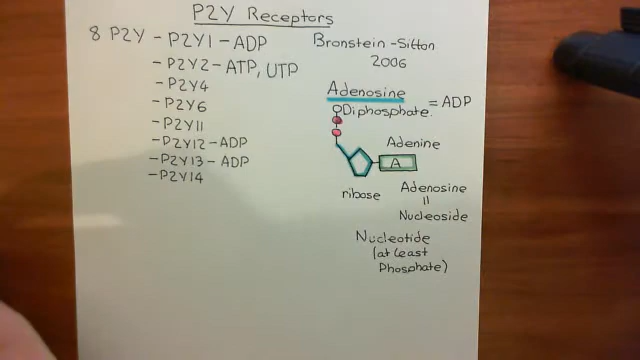 P2Y Receptors
8 P2Y - P2Y1 - ADP
- P2Y2 - ATP, UTP
- P2Y4
- P2Y6
- P2Y11
- P2Y12 - ADP
- P2Y13 - ADP
- P2Y14
Bronstein-Sitton
2006
Adenosine
Diphosphate = ADP
Adenine
A
ribose
Adenosine
=
Nucleoside
Nucleotide
(at least
Phosphate)